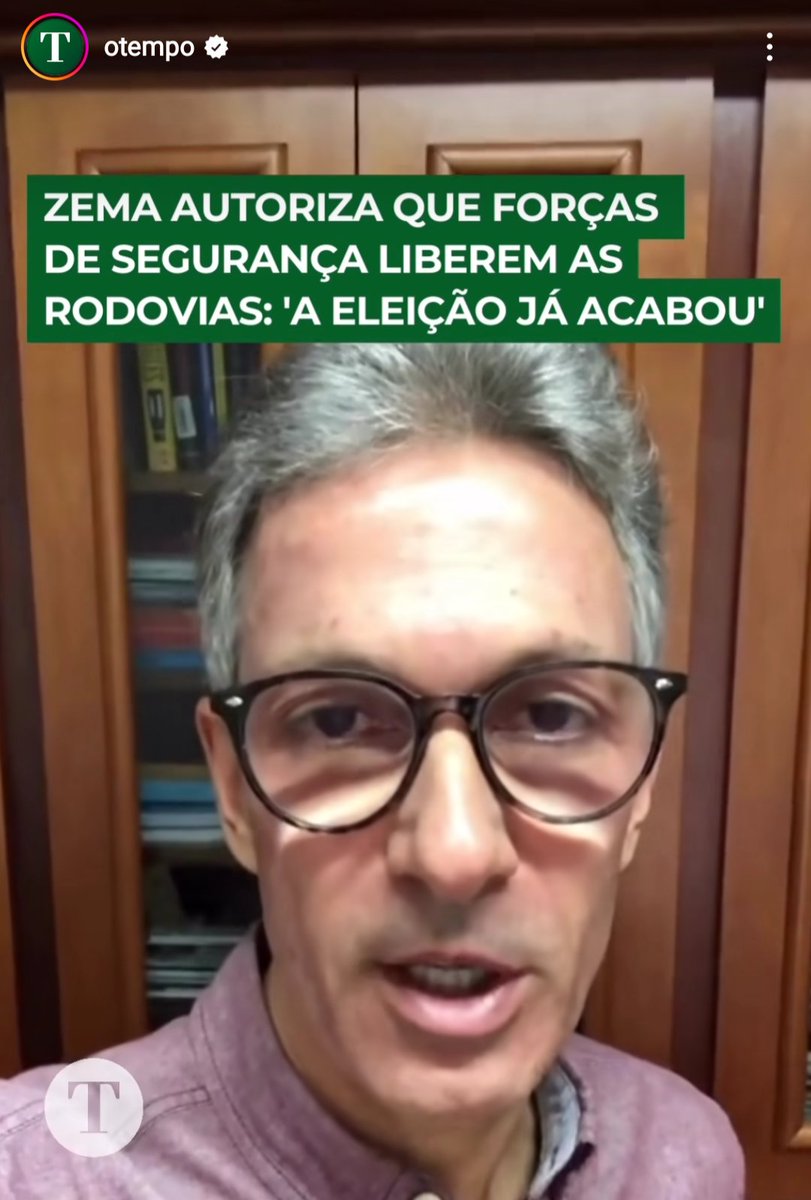 T
otempo
ZEMA AUTORIZA QUE FORÇAS
DE SEGURANÇA LIBEREM AS
RODOVIAS: 'A ELEIÇÃO JÁ ACABOU'
T